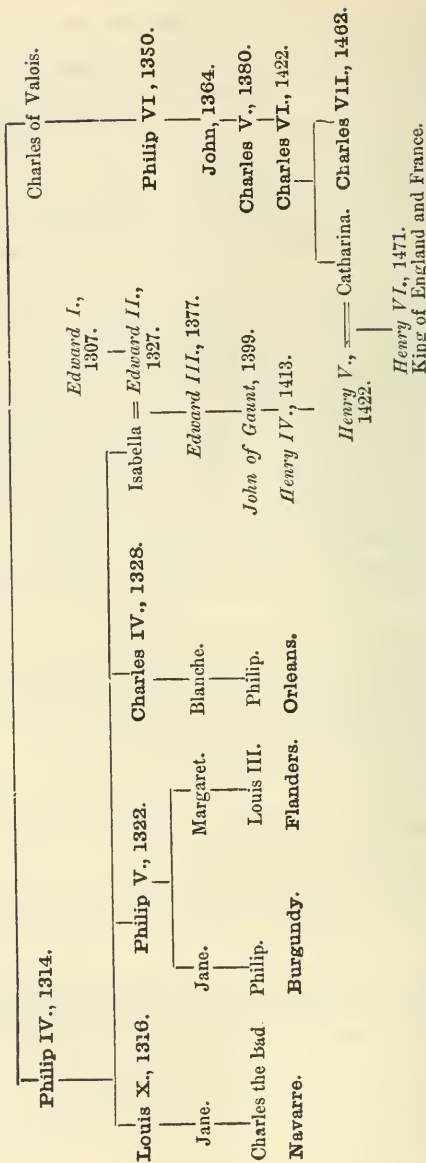 Philip IV., 1314.
Charles of Valois.
Louis X., 1316.
Philip V., 1322.
Charles IV., 1328.
Isabella = Edward II.,
1327.
Edward I.,
1307.
Philip VI, 1350.
Jane.
Jane.
Margaret.
Blanche.
Edward III., 1377.
John, 1364.
Charles the Bad
Philip.
Louis III.
Philip.
John of Gaunt, 1399.
Charles V., 1380.
Navarre.
Burgundy.
Flanders.
Orleans.
Henry IV., 1413.
Charles VI., 1422.
Henry V., = Catharina.
1422.
Charles VII., 1462.
Henry VI., 1471.
King of England and France.